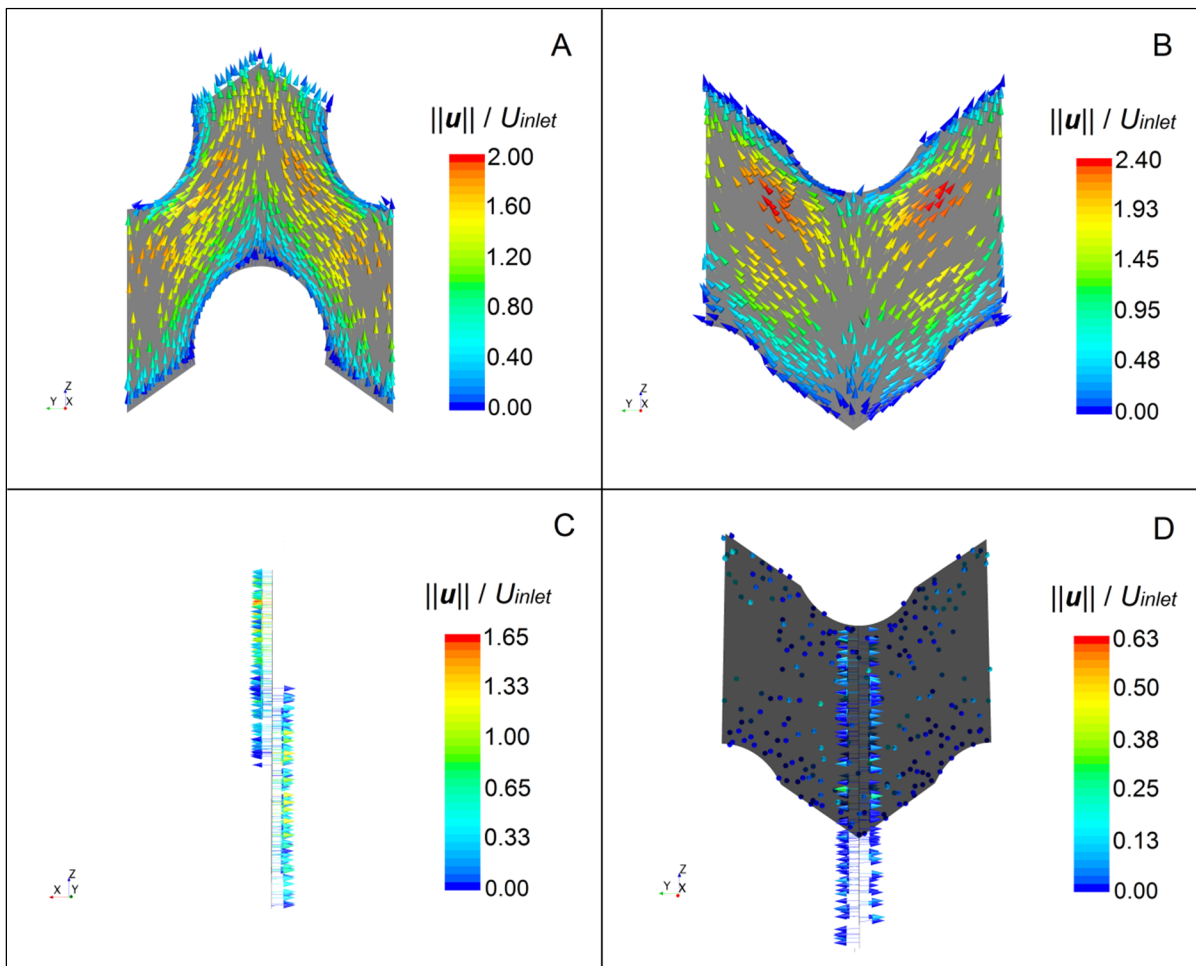 A
||u|| / Uinlet
2.00
1.60
1.20
0.80
0.40
0.00
Z
Y
X
B
||u|| / Uinlet
2.40
1.93
1.45
0.95
0.48
0.00
Z
Y
X
C
||u|| / Uinlet
1.65
1.33
1.00
0.65
0.33
0.00
Z
X
Y
D
||u|| / Uinlet
0.63
0.50
0.38
0.25
0.13
0.00
Z
Y
X